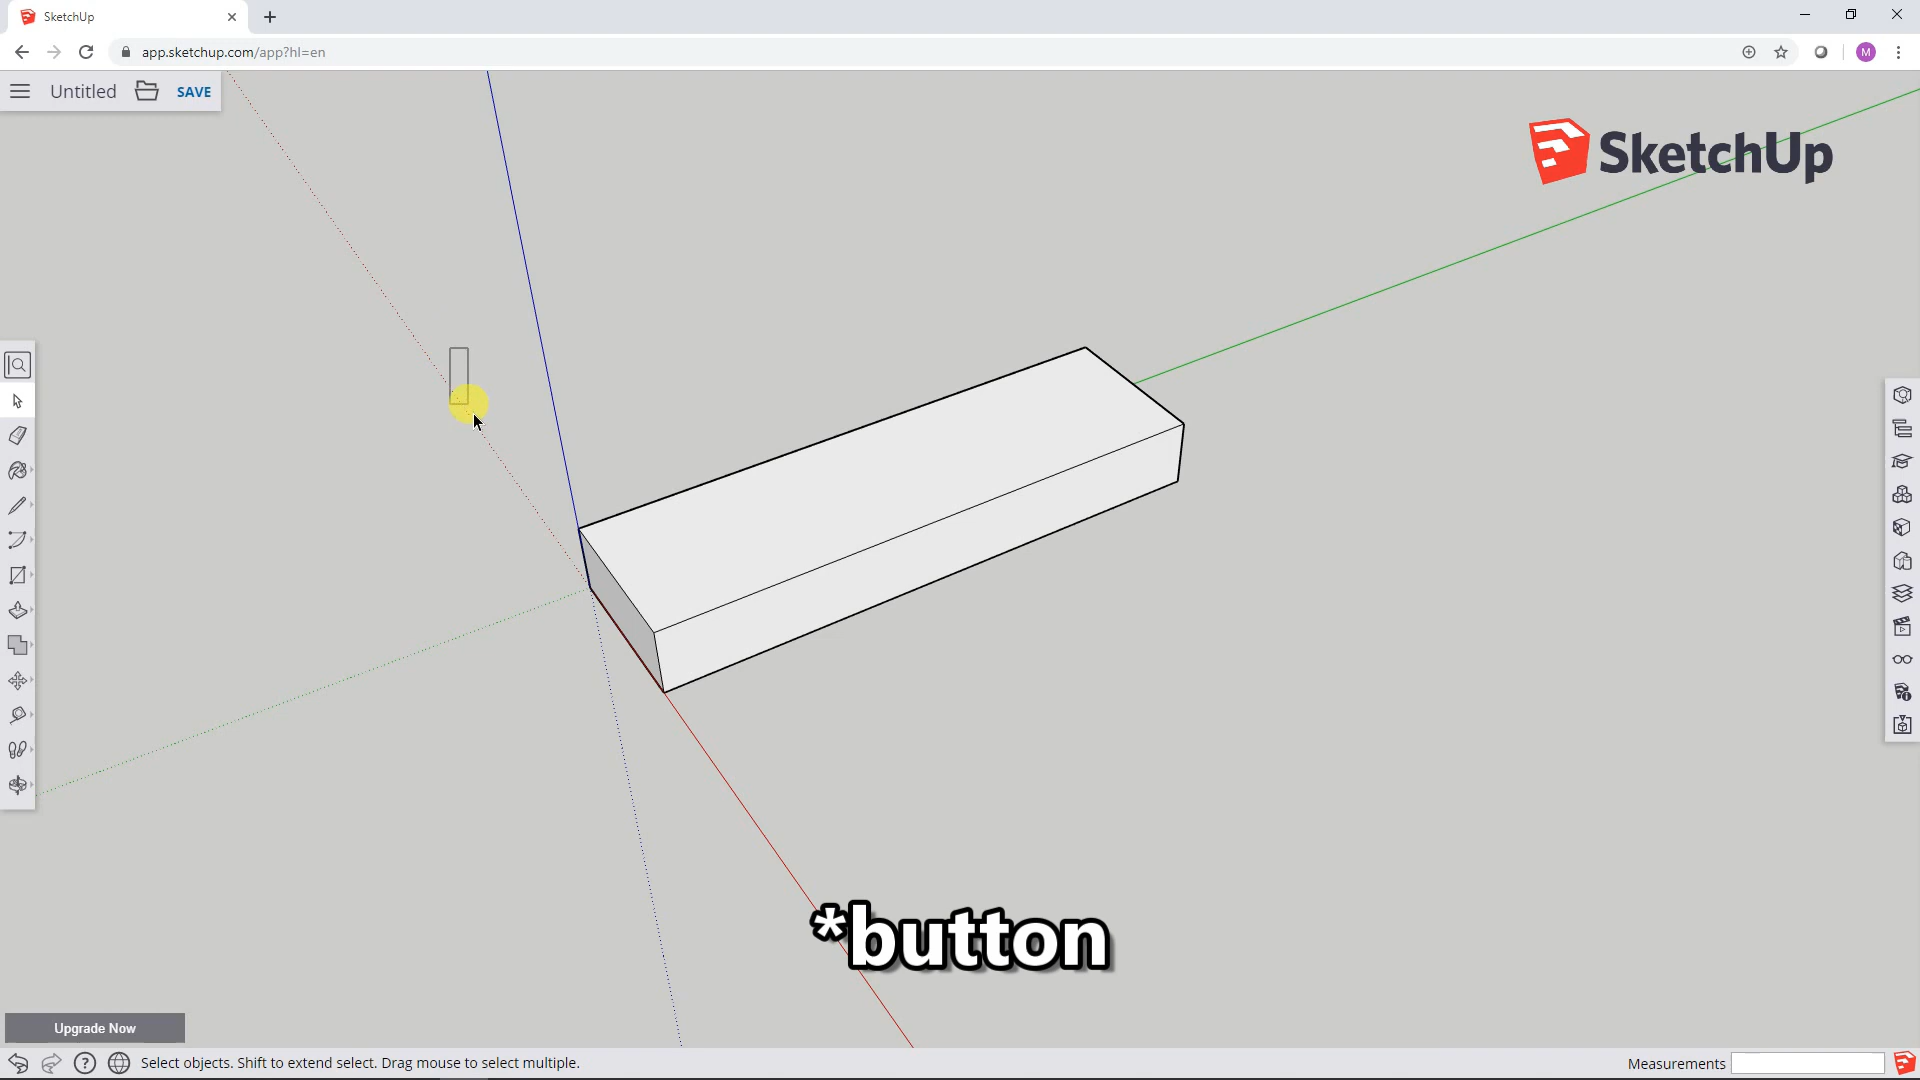 SketchUp
app.sketchup.com/app?hl=en
M
Untitled
SAVE
SketchUp
*button
Upgrade Now
Select objects. Shift to extend select. Drag mouse to select multiple.
Measurements